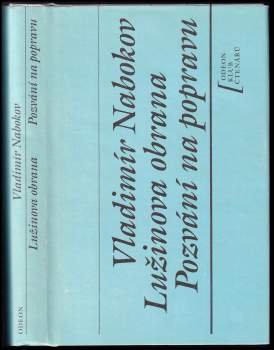 Vladimír Nabokov
Lužinova obrana
Pozvání na popravu
ODEON
KLUB
ČTENÁŘŮ
Vladimír Nabokov
Lužinova obrana Pozvání na popravu
ODEON